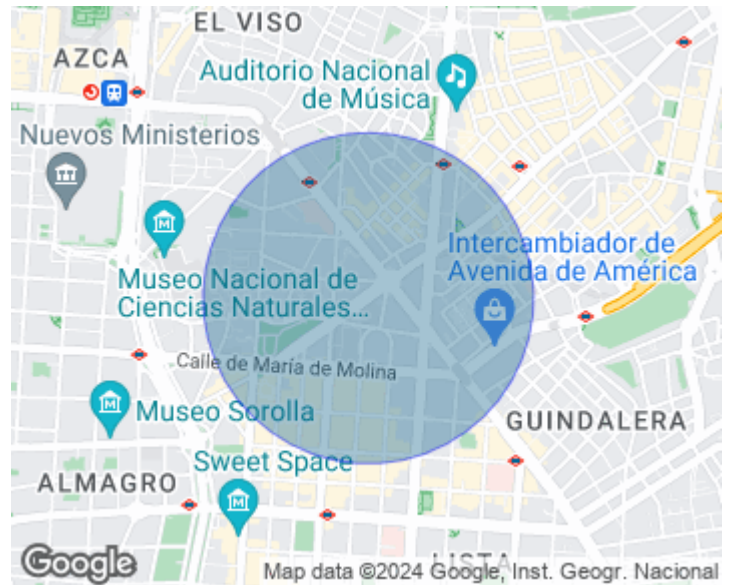 EL VISO
AZCA
Auditorio Nacional
de Música
Nuevos Ministerios
Intercambiador de
Avenida de América
Museo Nacional de
Ciencias Naturales...
Calle de María de Molina
Museo Sorolla
GUINDALERA
Sweet Space
ALMAGRO
LISTA
Google
Map data ©2024 Google, Inst. Geogr. Nacional